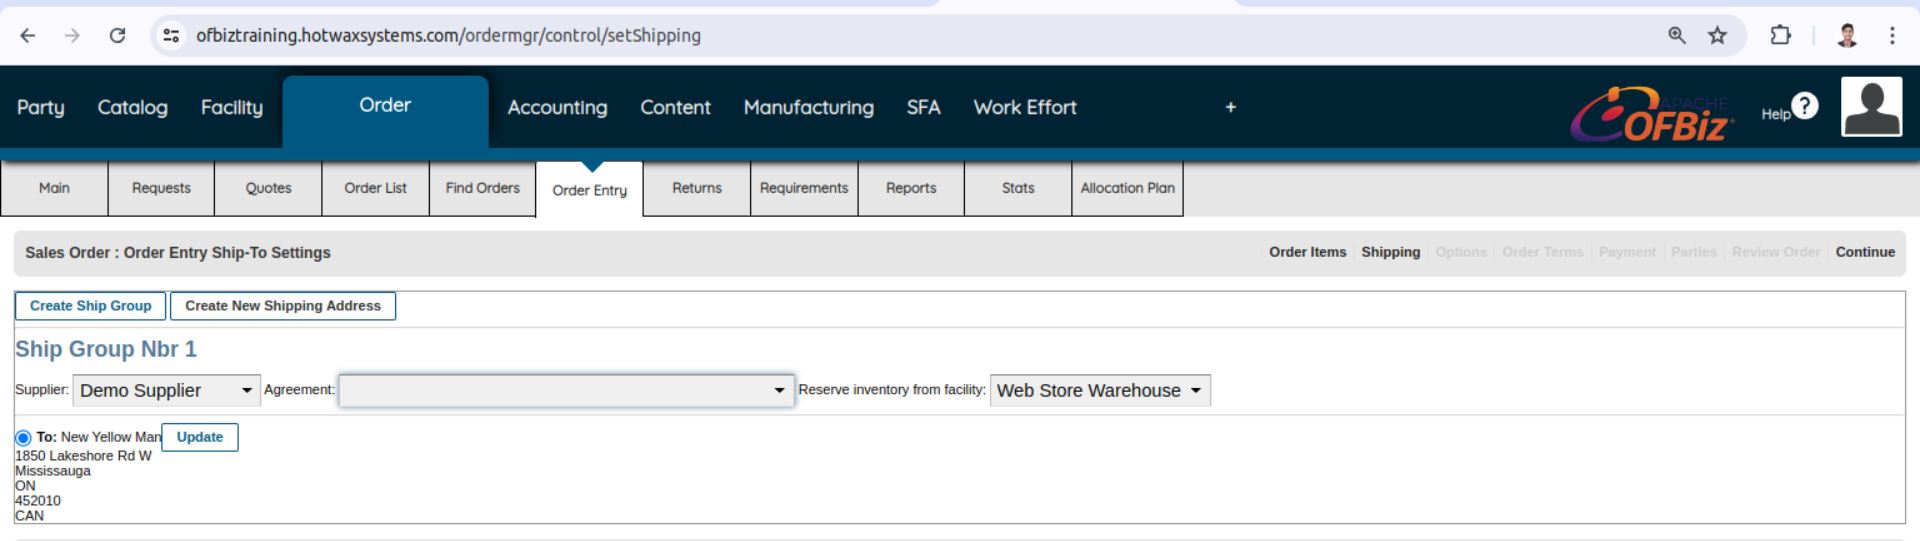 ofbiztraining.hotwaxsystems.com/ordermgr/control/setShipping
Party Catalog Facility Order Accounting Content Manufacturing SFA Work Effort + APACHE OFBiz Help ?
Main Requests Quotes Order List Find Orders Order Entry Returns Requirements Reports Stats Allocation Plan
Sales Order : Order Entry Ship-To Settings Order Items Shipping Options Order Terms Payment Parties Review Order Continue
Create Ship Group Create New Shipping Address
Ship Group Nbr 1
Supplier: Demo Supplier Agreement: Reserve inventory from facility: Web Store Warehouse
To: New Yellow Man Update
1850 Lakeshore Rd W
Mississauga
ON
452010
CAN